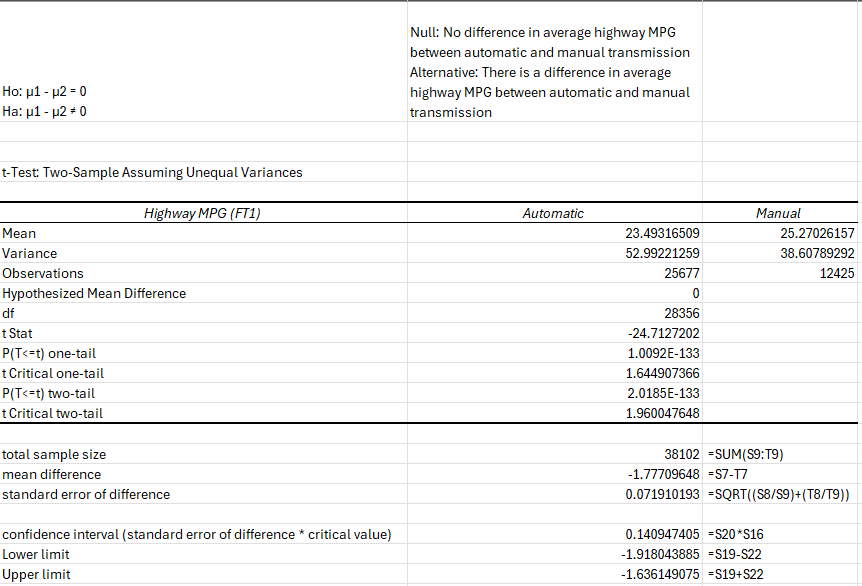 Null: No difference in average highway MPG
between automatic and manual transmission
Alternative: There is a difference in average
Ho: µ1 - µ2 = 0 highway MPG between automatic and manual
Ha: µ1 - µ2 ≠ 0 transmission
t-Test: Two-Sample Assuming Unequal Variances
Highway MPG (FT1) Automatic Manual
Mean 23.49316509 25.27026157
Variance 52.99221259 38.60789292
Observations 25677 12425
Hypothesized Mean Difference 0
df 28356
t Stat -24.7127202
P(T<=t) one-tail 1.0092E-133
t Critical one-tail 1.644907366
P(T<=t) two-tail 2.0185E-133
t Critical two-tail 1.960047648
total sample size 38102 =SUM(S9:T9)
mean difference -1.77709648 =S7-T7
standard error of difference 0.071910193 =SQRT((S8/S9)+(T8/T9))
confidence interval (standard error of difference * critical value) 0.140947405 =S20*S16
Lower limit -1.918043885 =S19-S22
Upper limit -1.636149075 =S19+S22